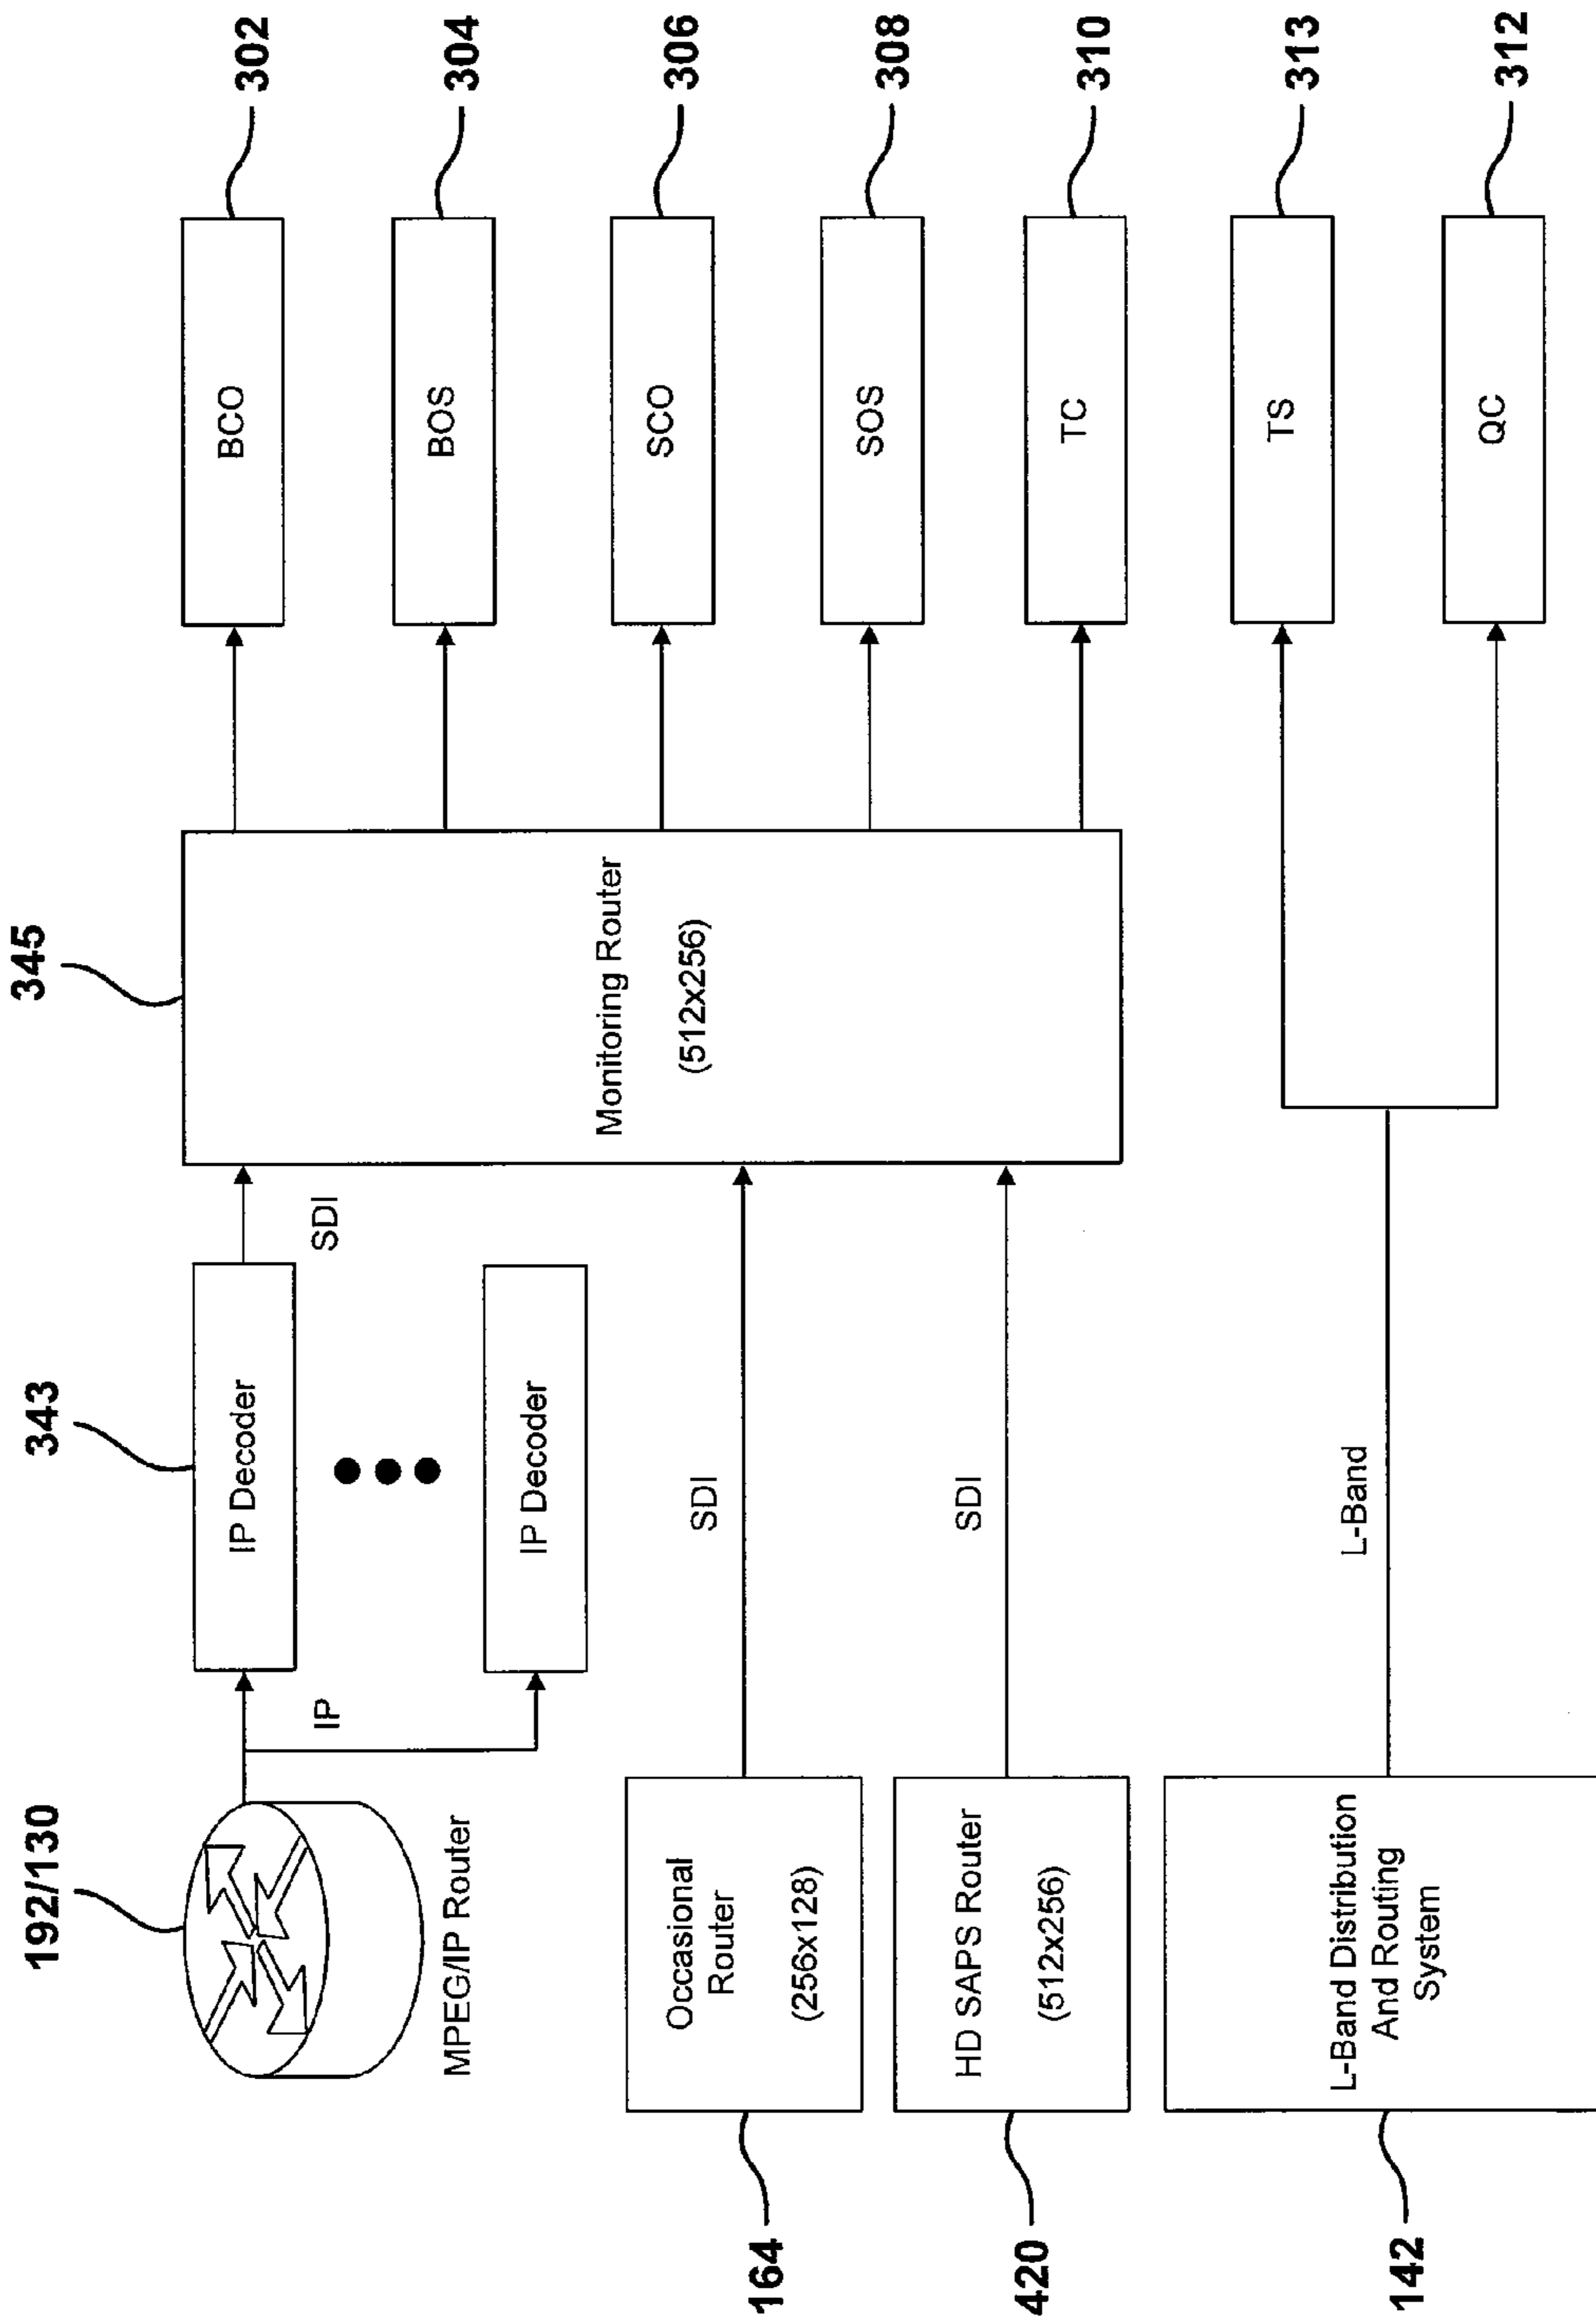 192/130
MPEG/IP Router
IP
343
IP Decoder
IP Decoder
SDI
345
Monitoring Router
(512x256)
BCO
302
BOS
304
SCO
306
SOS
308
TC
310
TS
313
QC
312
164
Occasional
Router
(256x128)
SDI
420
HD SAPS Router
(512x256)
SDI
142
L-Band Distribution
And Routing
System
L-Band